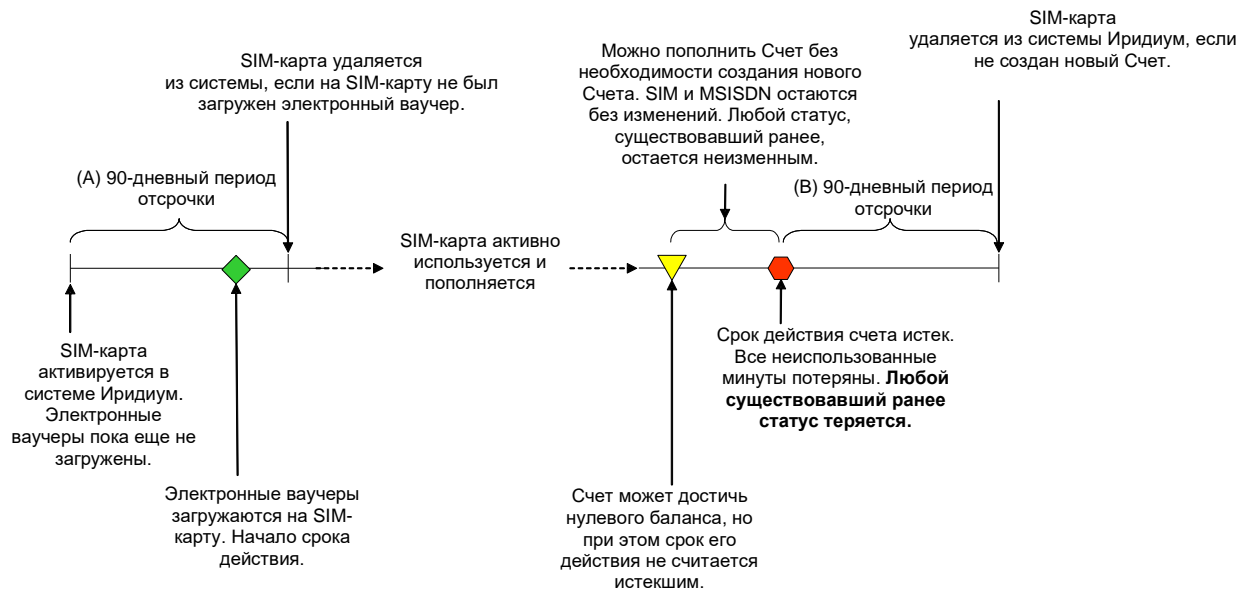 SIM-карта
удаляется из системы Иридиум, если
не создан новый Счет.
SIM-карта удаляется
из системы, если на SIM-карту не был
загружен электронный ваучер.
Можно пополнить Счет без
необходимости создания нового
Счета. SIM и MSISDN остаются
без изменений. Любой статус,
существовавший ранее,
остается неизменным.
(A) 90-дневный период
отсрочки
(B) 90-дневный период
отсрочки
SIM-карта активно
используется и
пополняется
SIM-карта
активируется в
системе Иридиум.
Электронные
ваучеры пока еще не
загружены.
Срок действия счета истек.
Все неиспользованные
минуты потеряны. Любой
существовавший ранее
статус теряется.
Электронные ваучеры
загружаются на SIM-
карту. Начало срока
действия.
Счет может достичь
нулевого баланса, но
при этом срок его
действия не считается
истекшим.